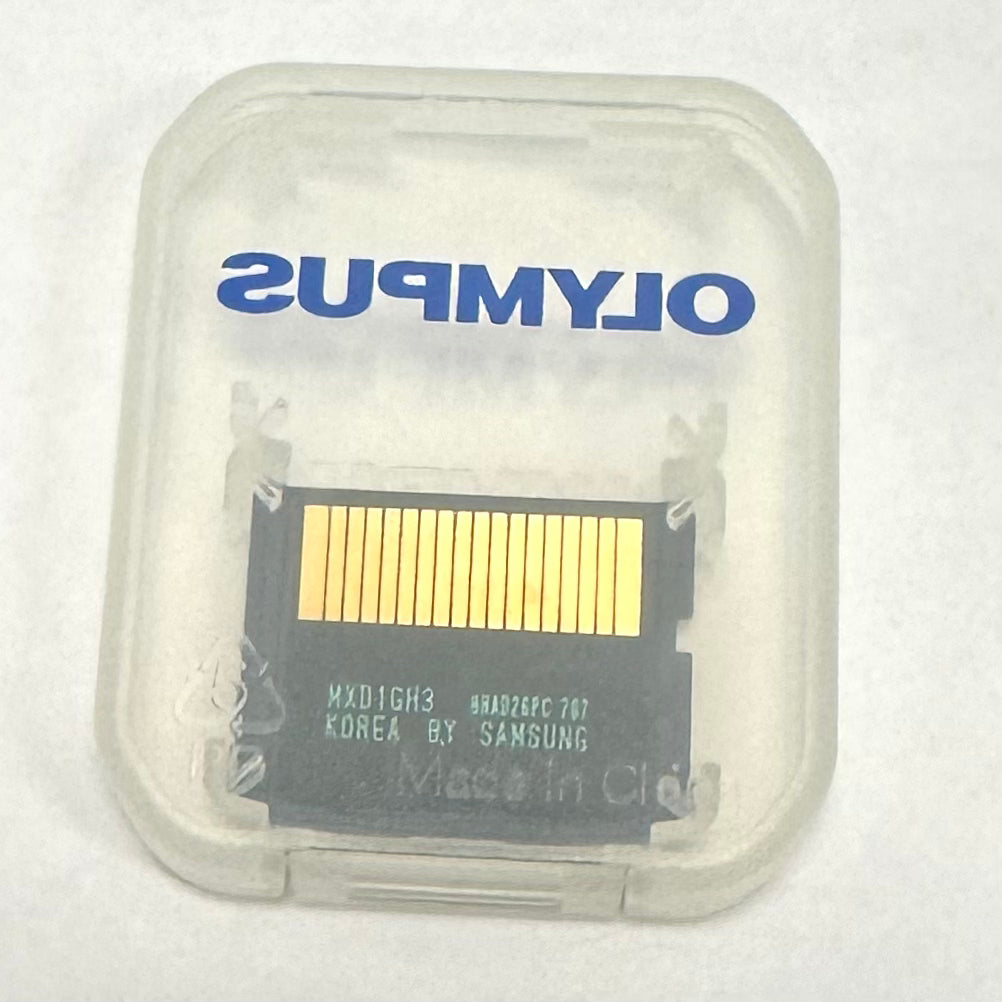 OLYMPUS
MXD1GH3
KOREA BY SAMSUNG
Made In China